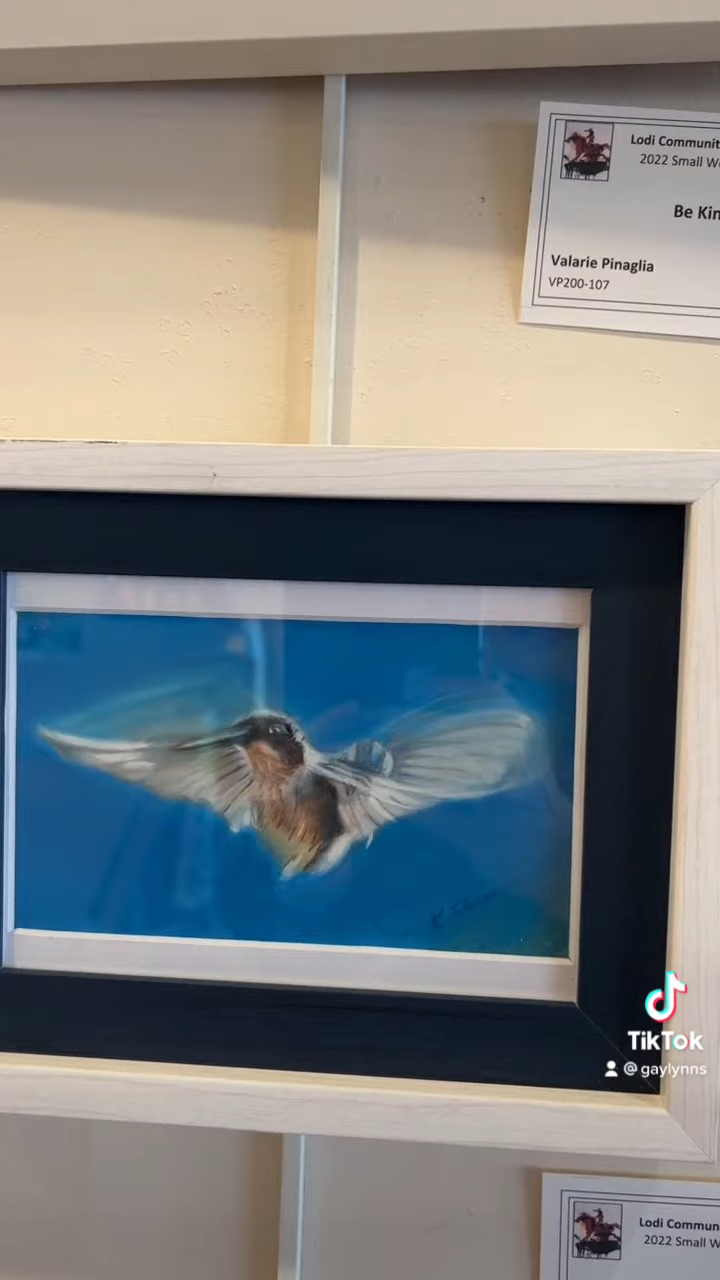 Lodi Communit
2022 Small W
Be Kin
Valarie Pinaglia
VP200-107
TikTok
@gaylynns
Lodi Commun
2022 Small W